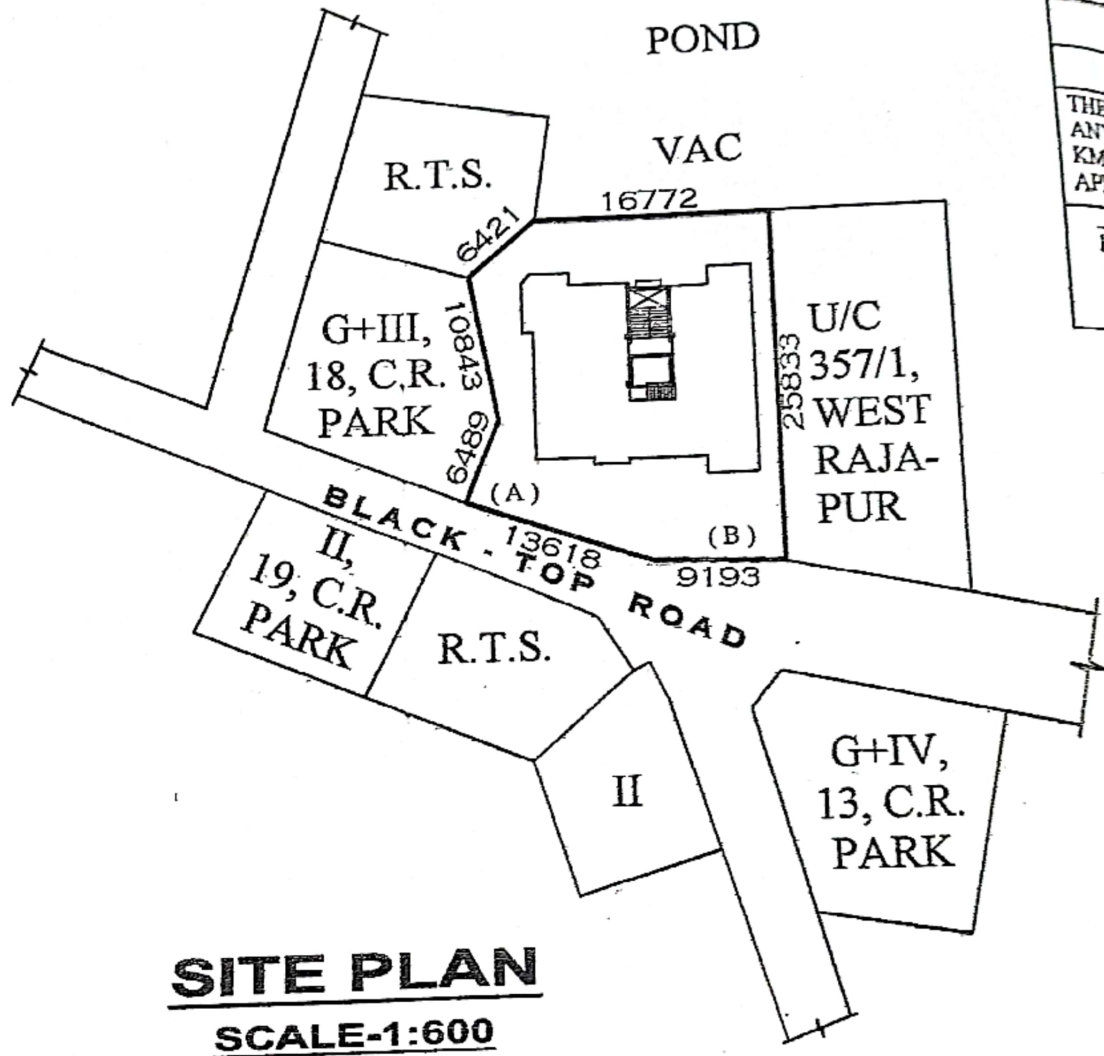 POND
VAC
THE
R.T.S.
16772
6421
G+III,
18, C.R.
PARK
10843
6489
U/C
357/1,
WEST
RAJA-
PUR
25833
(A)
(B)
13618
9193
BLACK - TOP ROAD
II,
19, C.R.
PARK
R.T.S.
II
G+IV,
13, C.R.
PARK
SITE PLAN
SCALE-1:600